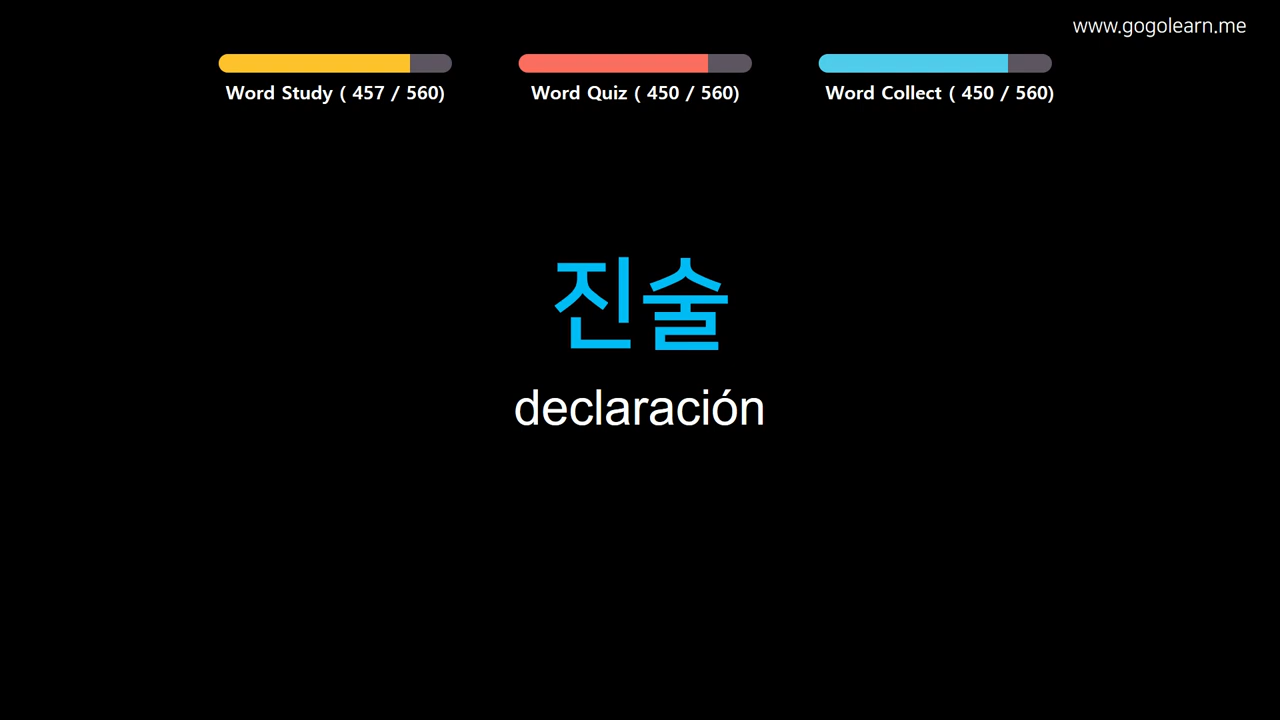 www.gogolearn.me
Word Study ( 457 / 560)
Word Quiz ( 450 / 560)
Word Collect ( 450 / 560)
진술
declaración